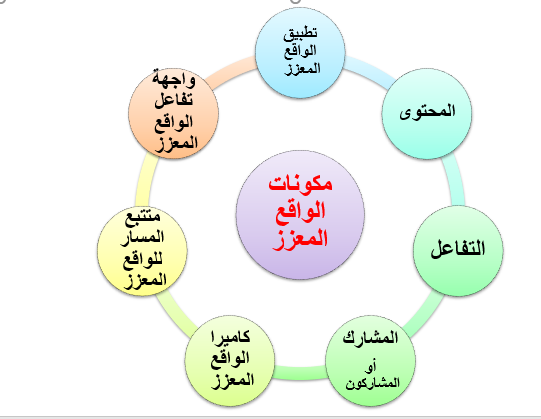 مكونات
الواقع
المعزز
تطبيق
الواقع
المعزز
المحتوى
التفاعل
المشارك
أو
المشاركون
كاميرا
الواقع
المعزز
متتبع
المسار
للواقع
المعزز
واجهة
تفاعل
الواقع
المعزز